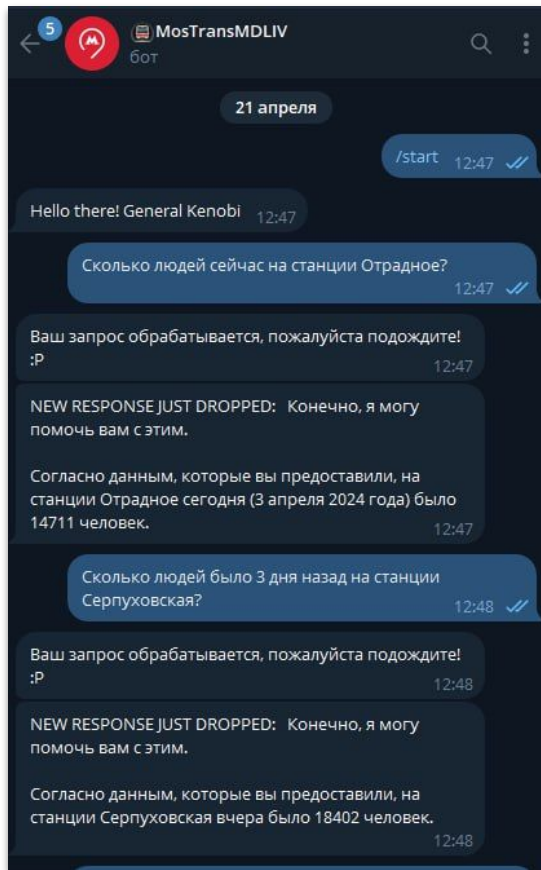 5
MosTransMDLIV
бот
21 апреля
/start 12:47
Hello there! General Kenobi 12:47
Сколько людей сейчас на станции Отрадное?
12:47
Ваш запрос обрабатывается, пожалуйста подождите!
:P
12:47
NEW RESPONSE JUST DROPPED: Конечно, я могу
помочь вам с этим.
Согласно данным, которые вы предоставили, на
станции Отрадное сегодня (3 апреля 2024 года) было
14711 человек.
12:47
Сколько людей было 3 дня назад на станции
Серпуховская?
12:48
Ваш запрос обрабатывается, пожалуйста подождите!
:P
12:48
NEW RESPONSE JUST DROPPED: Конечно, я могу
помочь вам с этим.
Согласно данным, которые вы предоставили, на
станции Серпуховская вчера было 18402 человек.
12:48